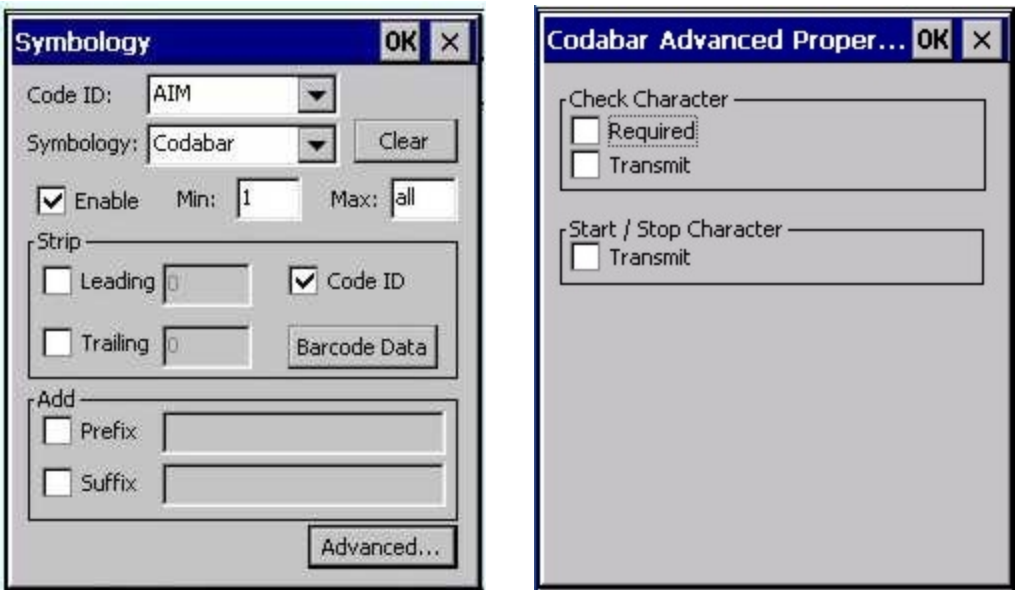 Symbology OK ×
Code ID: AIM
Symbology: Codabar Clear
Enable Min: 1 Max: all
Strip
Leading 0 Code ID
Trailing 0 Barcode Data
Add
Prefix
Suffix
Advanced...
Codabar Advanced Proper... OK ×
Check Character
Required
Transmit
Start / Stop Character
Transmit